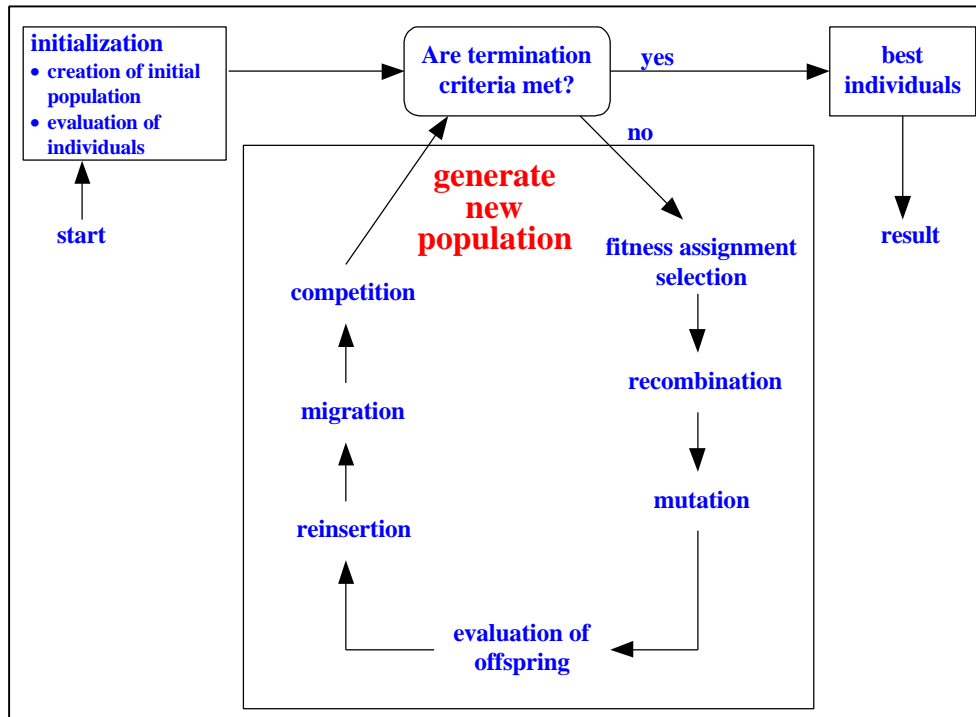 initialization
• creation of initial
population
• evaluation of
individuals
start
Are termination
criteria met?
yes
no
best
individuals
result
generate
new
population
fitness assignment
selection
recombination
mutation
evaluation of
offspring
reinsertion
migration
competition